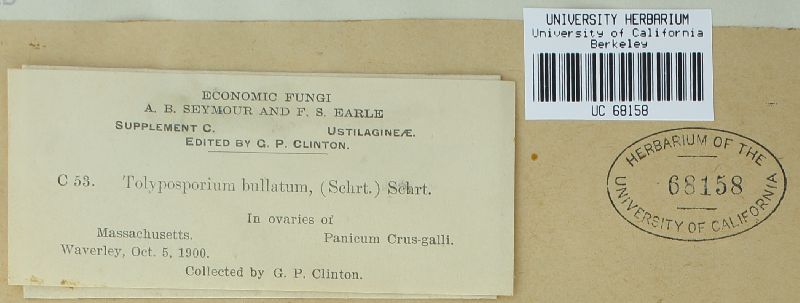 UNIVERSITY HERBARIUM
University of California
Berkeley
UC 68158
ECONOMIC FUNGI
A. B. SEYMOUR AND F. S. EARLE
SUPPLEMENT C. USTILAGINEÆ.
EDITED BY G. P. CLINTON.
C 53. Tolyposporium bullatum, (Schrt.) Schrt.
In ovaries of
Massachusetts. Panicum Crus-galli.
Waverley, Oct. 5, 1900.
Collected by G. P. Clinton.
HERBARIUM OF THE
68158
UNIVERSITY OF CALIFORNIA